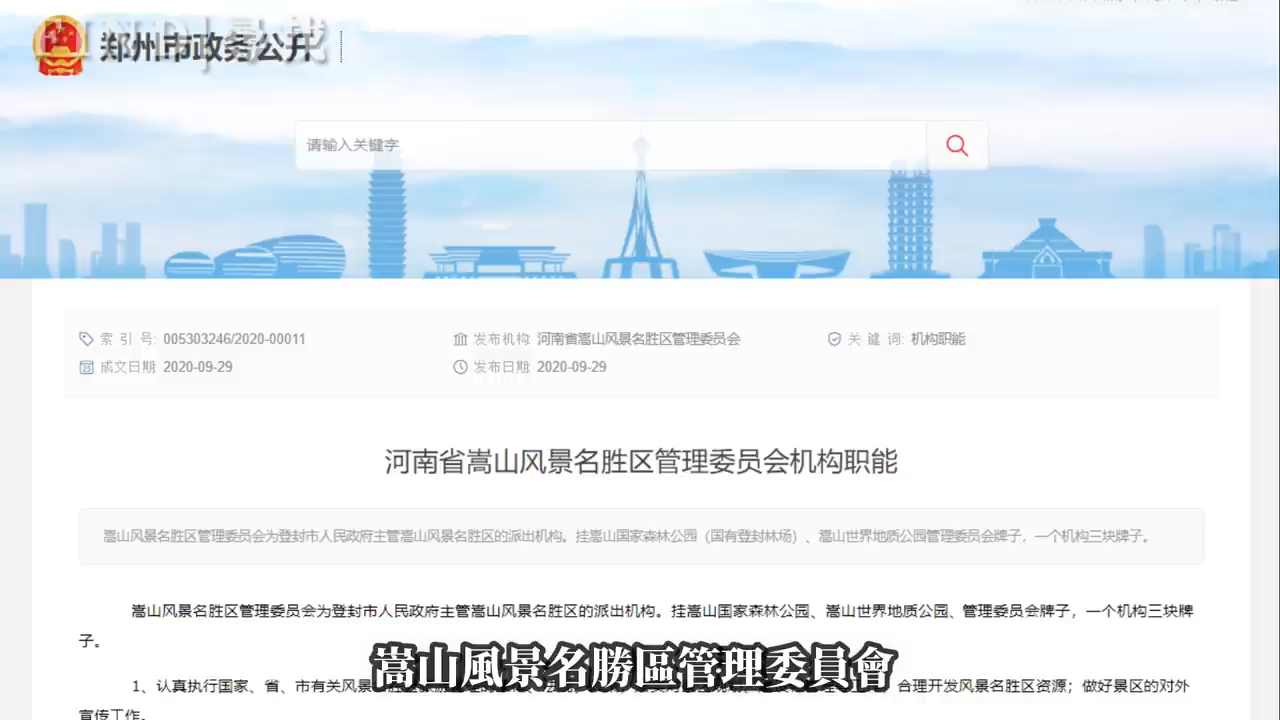 郑州市政务公开
请输入关键字
索 引 号: 005303246/2020-00011
发布机构 河南省嵩山风景名胜区管理委员会
关 键 词: 机构职能
成文日期 2020-09-29
发布日期 2020-09-29
河南省嵩山风景名胜区管理委员会机构职能
嵩山风景名胜区管理委员会为登封市人民政府主管嵩山风景名胜区的派出机构。挂嵩山国家森林公园（国有登封林场）、嵩山世界地质公园管理委员会牌子，一个机构三块牌子。
嵩山风景名胜区管理委员会为登封市人民政府主管嵩山风景名胜区的派出机构。挂嵩山国家森林公园、嵩山世界地质公园、管理委员会牌子，一个机构三块牌
子。
嵩山風景名勝區管理委員會
1、认真执行国家、省、市有关风景 合理开发风景名胜区资源；做好景区的对外
宣传工作。